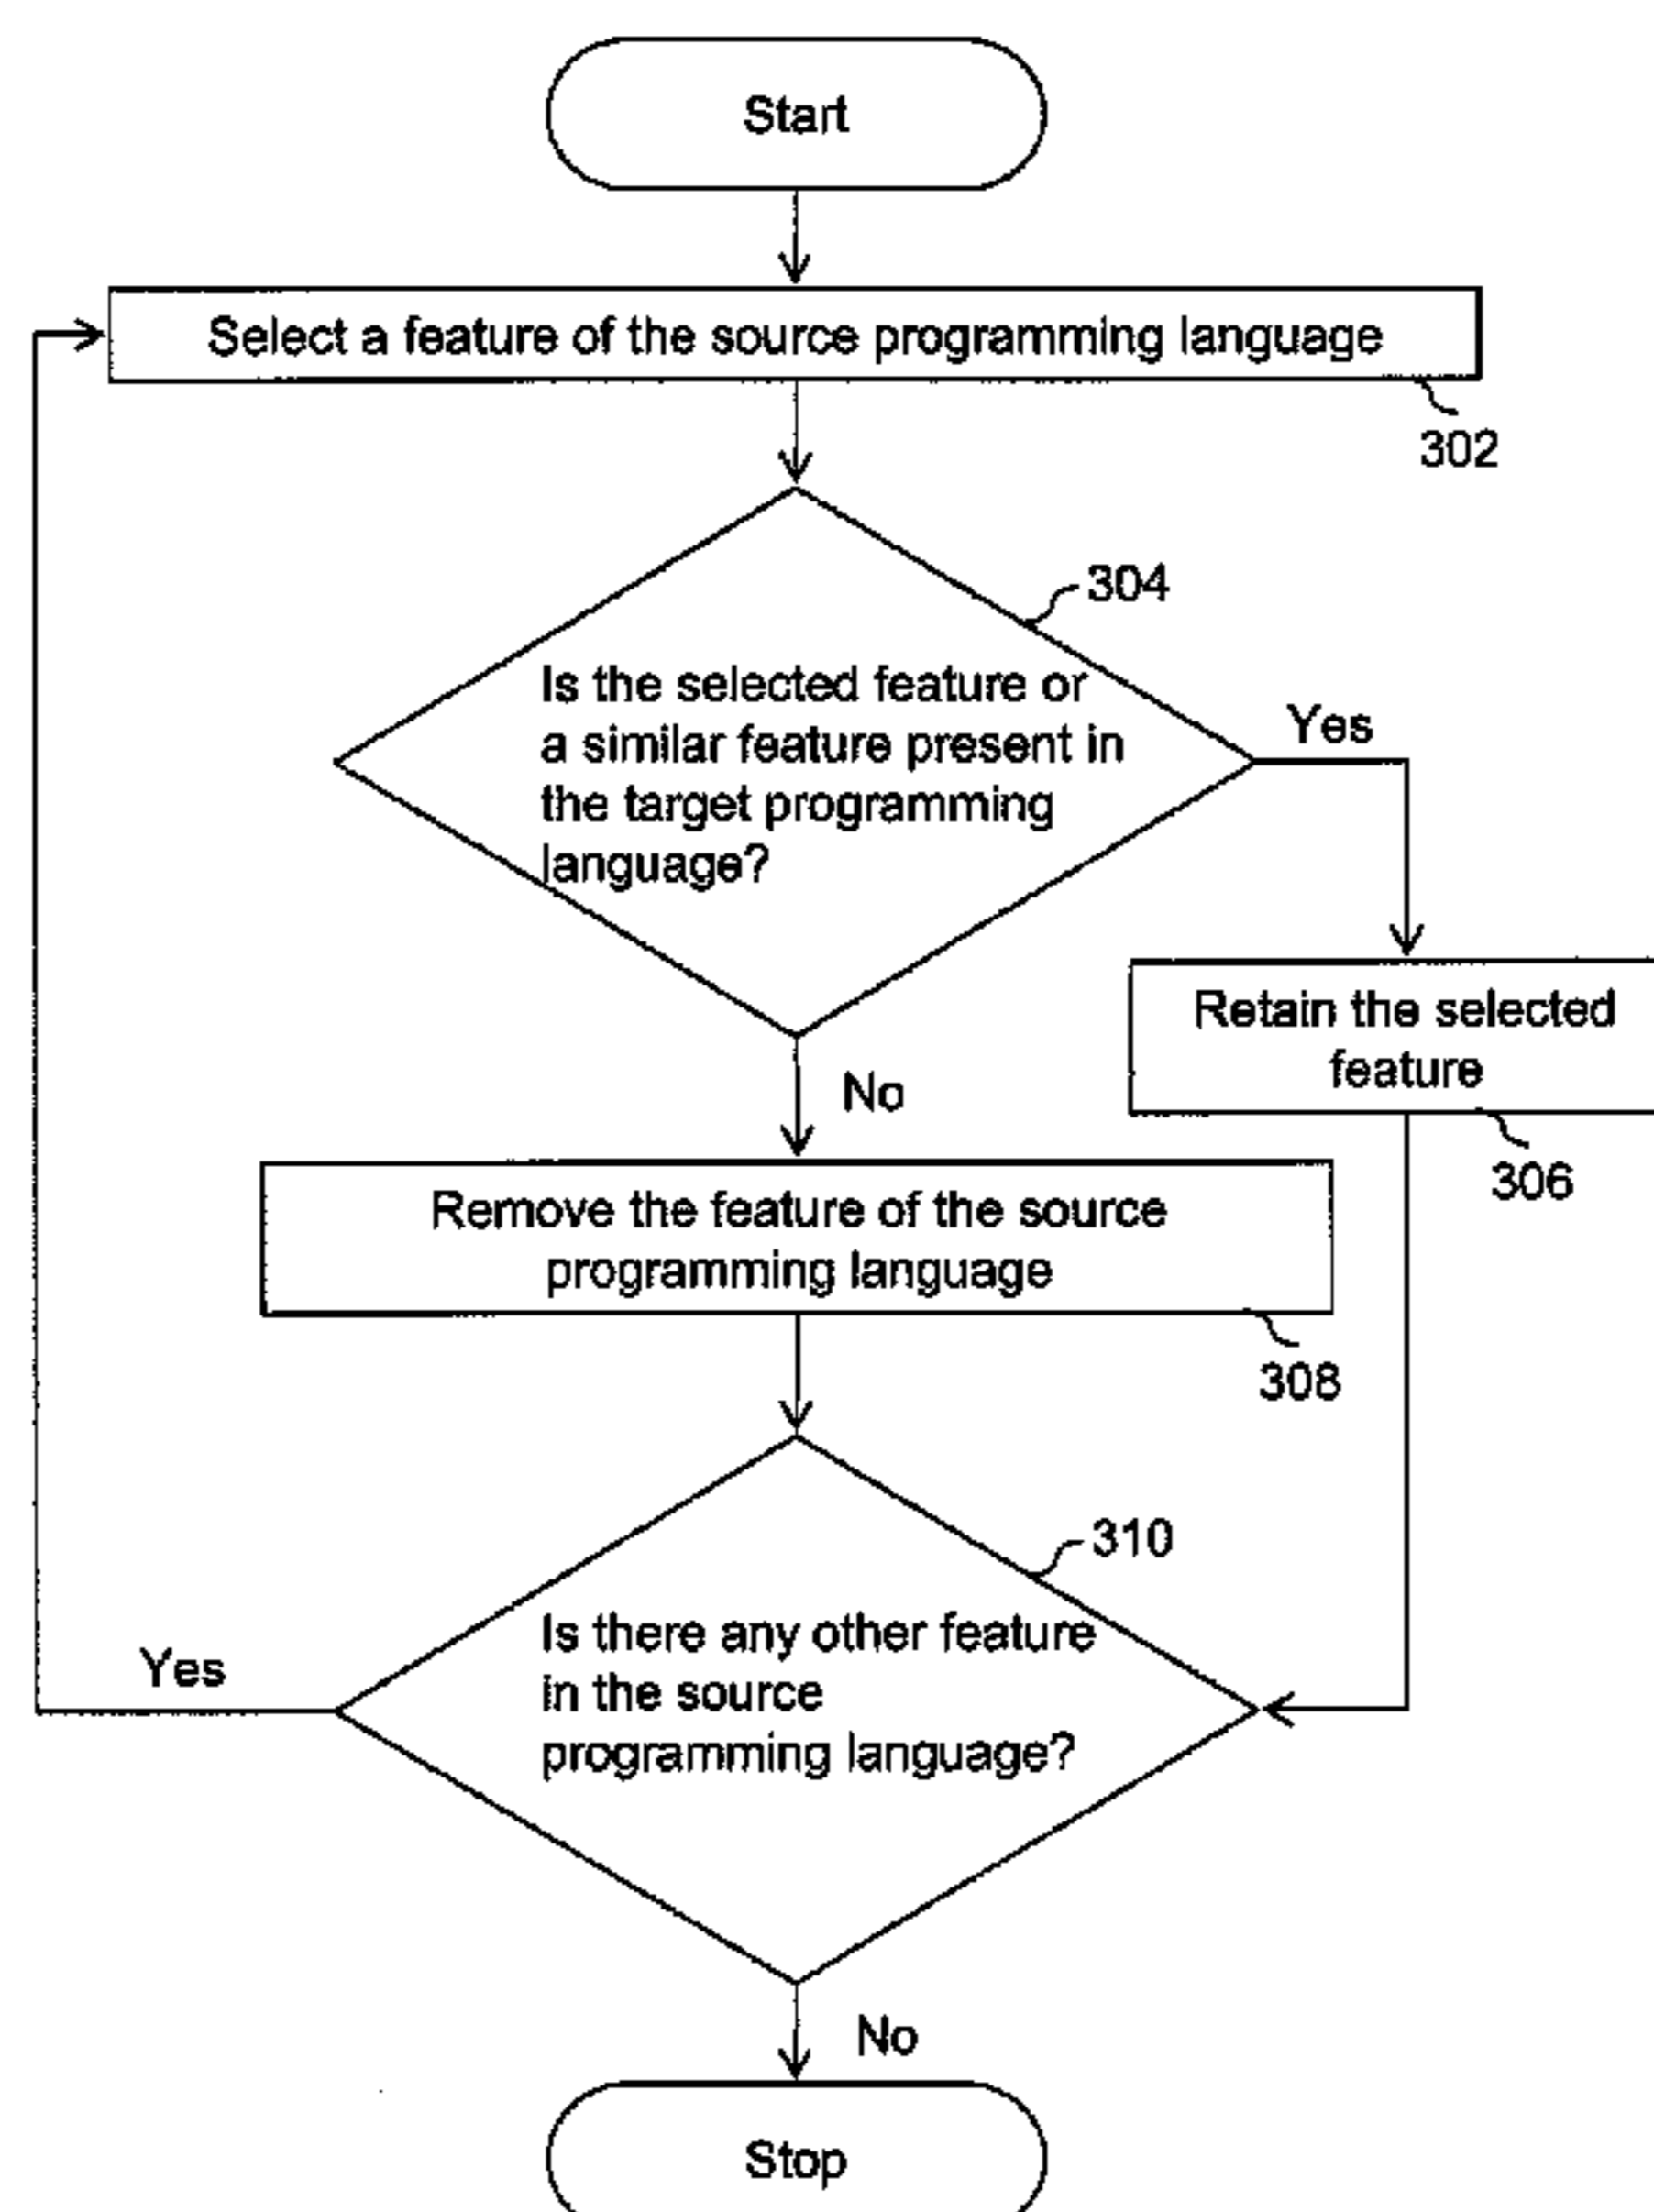 Start
Select a feature of the source programming language
302
304
Is the selected feature or
a similar feature present in
the target programming
language?
Yes
Retain the selected
feature
306
No
Remove the feature of the source
programming language
308
310
Is there any other feature
in the source
programming language?
Yes
No
Stop